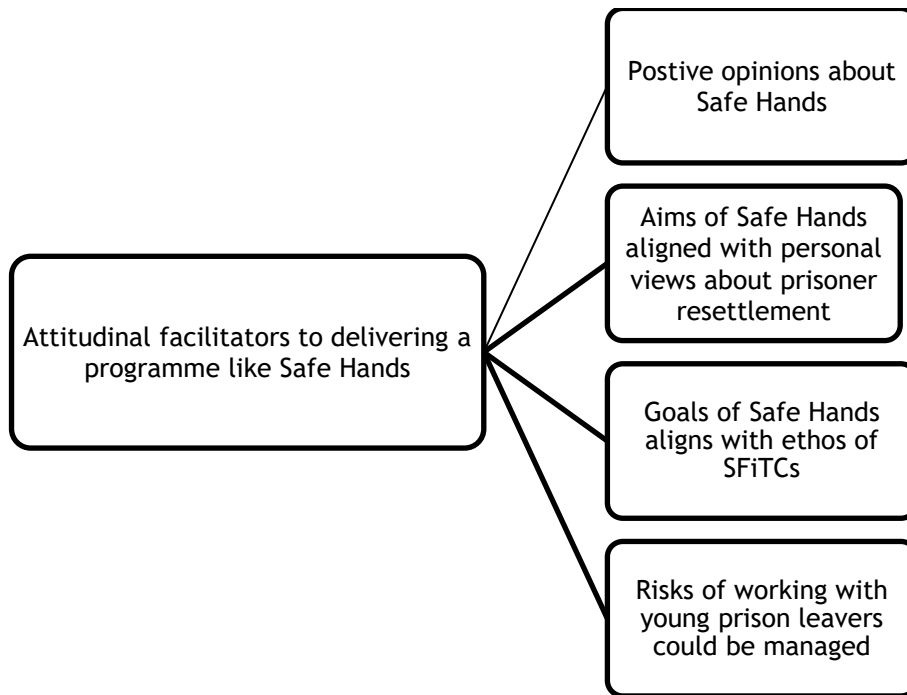 Postive opinions about
Safe Hands
Aims of Safe Hands
aligned with personal
views about prisoner
resettlement
Attitudinal facilitators to delivering a
programme like Safe Hands
Goals of Safe Hands
aligns with ethos of
SFiTCs
Risks of working with
young prison leavers
could be managed